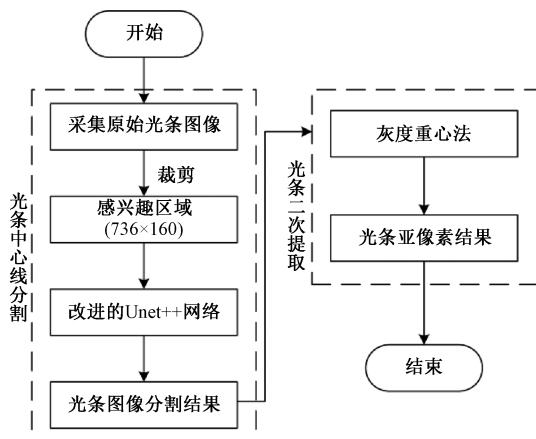 开始
光条中心线分割
采集原始光条图像
裁剪
感兴趣区域
(736×160)
改进的Unet++网络
光条图像分割结果
光条二次提取
灰度重心法
光条亚像素结果
结束